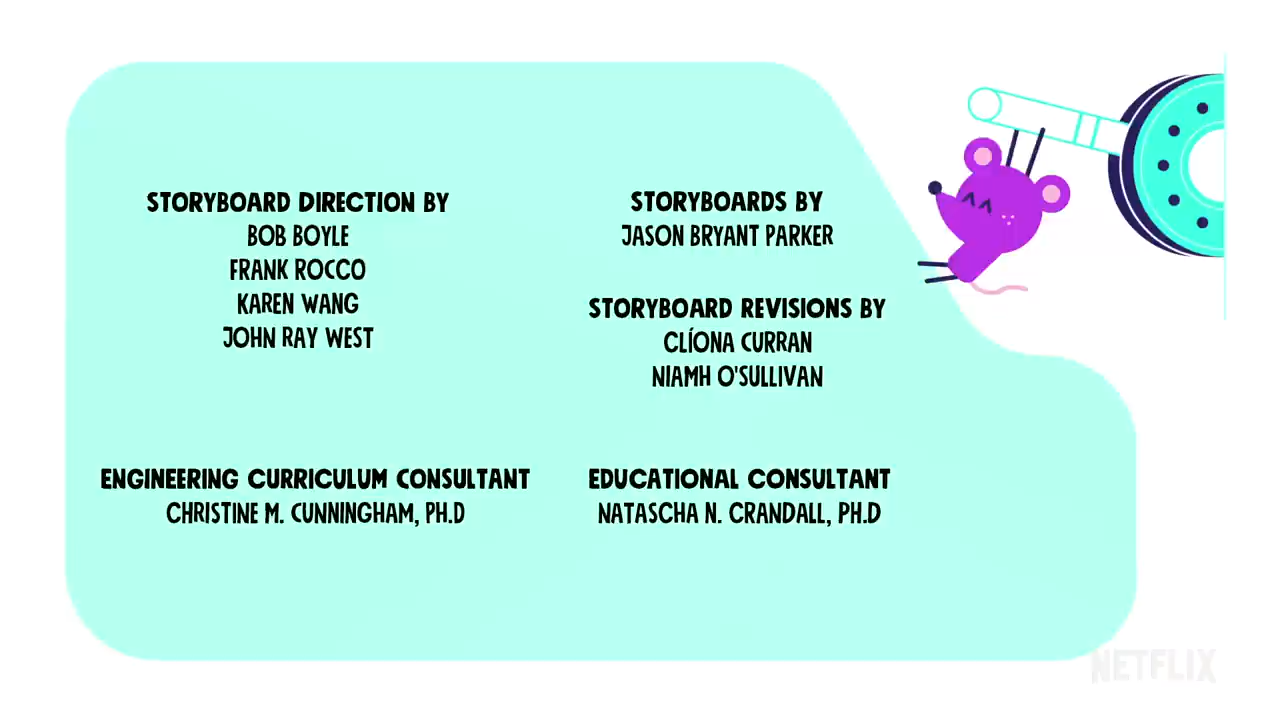 STORYBOARD DIRECTION BY
BOB BOYLE
FRANK ROCCO
KAREN WANG
JOHN RAY WEST
STORYBOARDS BY
JASON BRYANT PARKER
STORYBOARD REVISIONS BY
CLÍONA CURRAN
NIAMH O'SULLIVAN
ENGINEERING CURRICULUM CONSULTANT
CHRISTINE M. CUNNINGHAM, PH.D
EDUCATIONAL CONSULTANT
NATASCHA N. CRANDALL, PH.D
NETFLIX